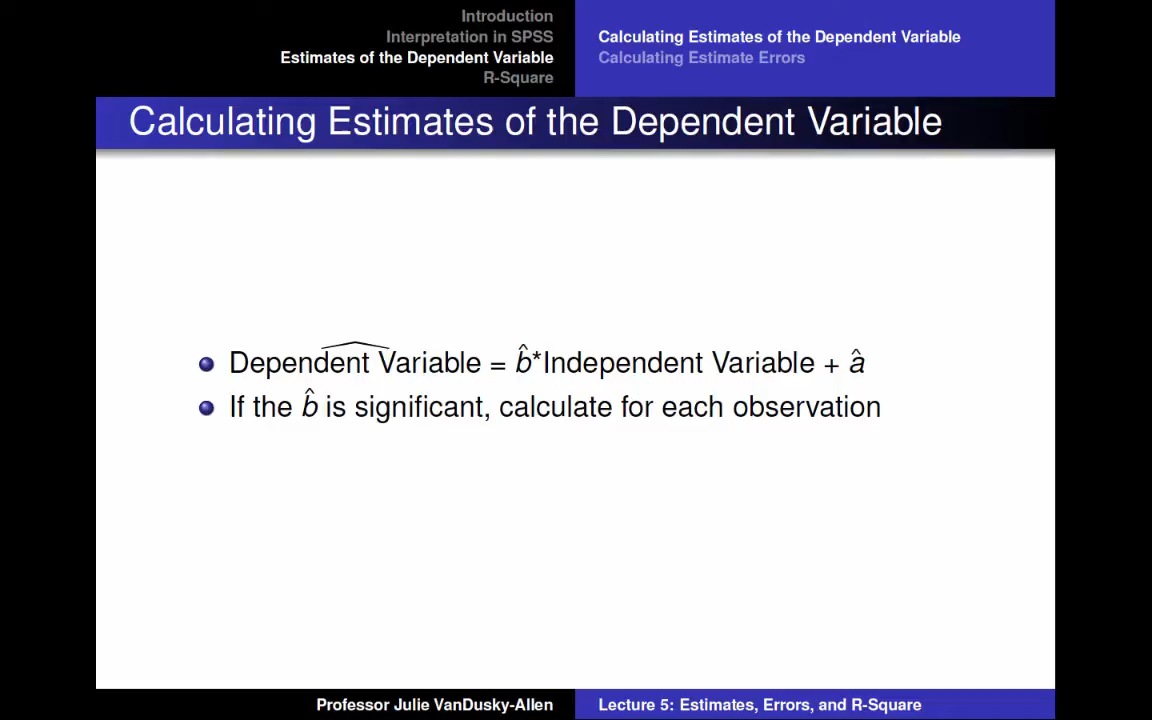 Introduction
Interpretation in SPSS
Estimates of the Dependent Variable
R-Square
Calculating Estimates of the Dependent Variable
Calculating Estimate Errors
Calculating Estimates of the Dependent Variable
Dependent Variable = b̂*Independent Variable + â
If the b̂ is significant, calculate for each observation
Professor Julie VanDusky-Allen
Lecture 5: Estimates, Errors, and R-Square